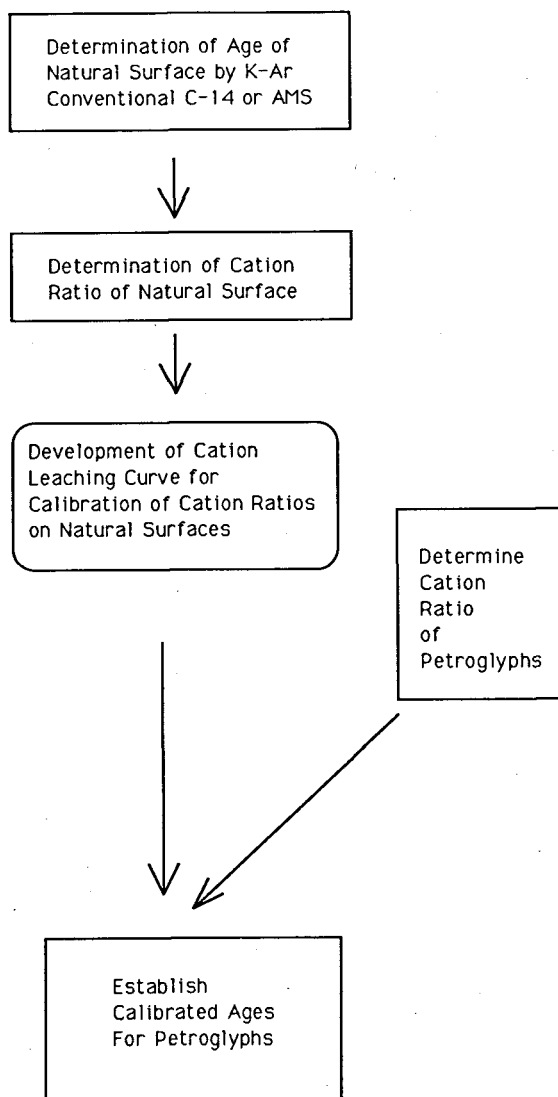 Determination of Age of
Natural Surface by K-Ar
Conventional C-14 or AMS
Determination of Cation
Ratio of Natural Surface
Development of Cation
Leaching Curve for
Calibration of Cation Ratios
on Natural Surfaces
Determine
Cation
Ratio
of
Petroglyphs
Establish
Calibrated Ages
For Petroglyphs